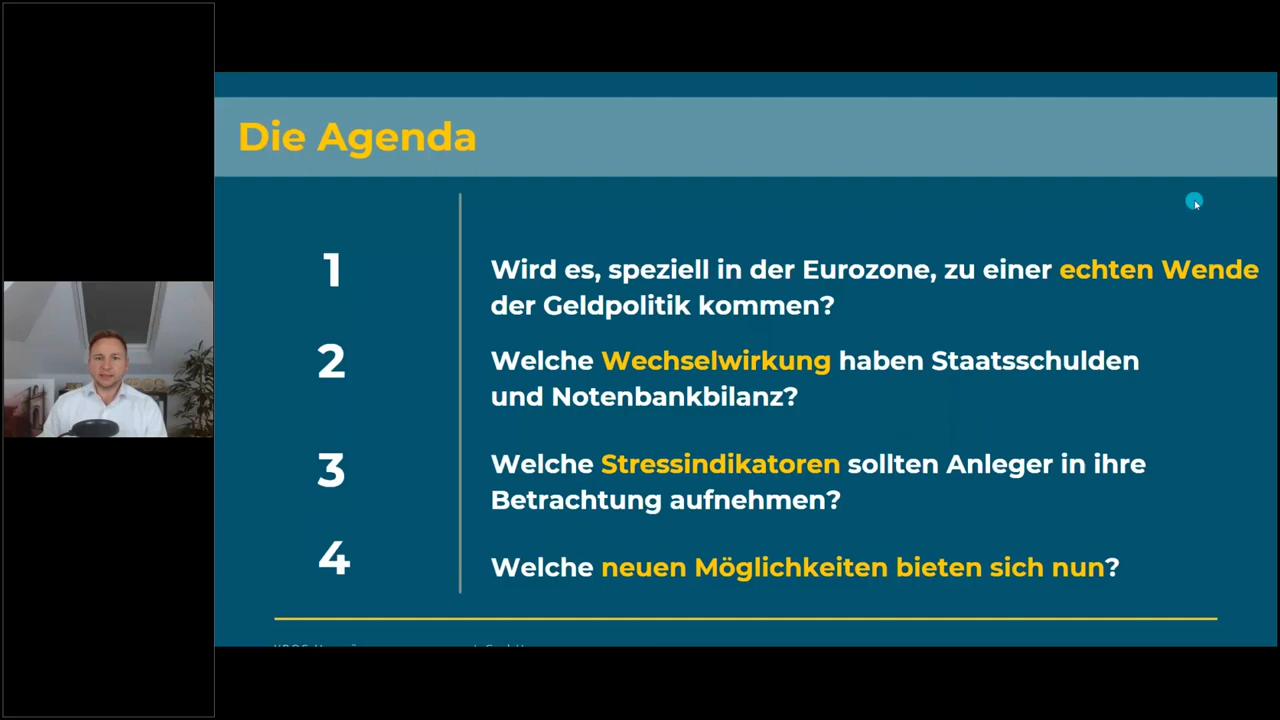 Die Agenda
1
Wird es, speziell in der Eurozone, zu einer echten Wende
der Geldpolitik kommen?
2
Welche Wechselwirkung haben Staatsschulden
und Notenbankbilanz?
3
Welche Stressindikatoren sollten Anleger in ihre
Betrachtung aufnehmen?
4
Welche neuen Möglichkeiten bieten sich nun?